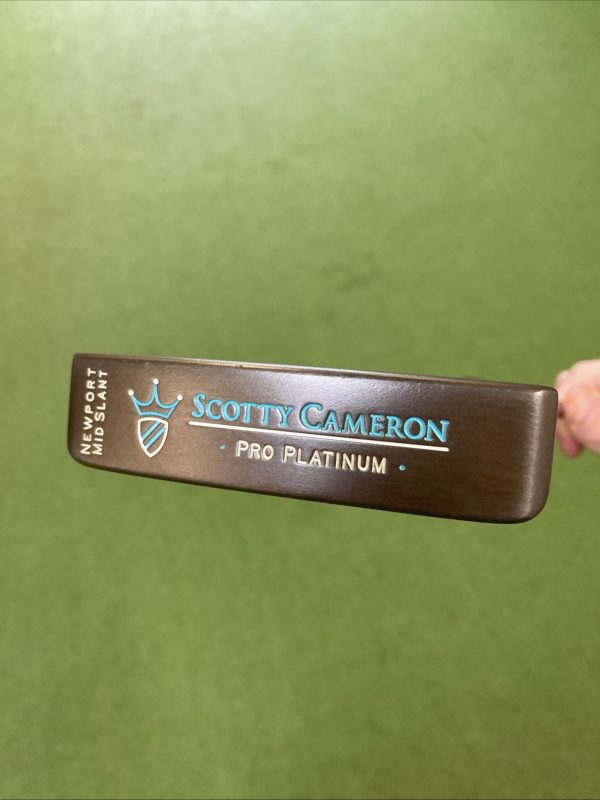 NEWPORT
MID SLANT
SCOTTY CAMERON
· PRO PLATINUM ·